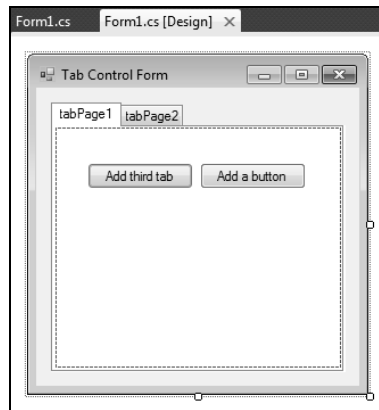 Form1.cs Form1.cs [Design]
Tab Control Form
tabPage1 tabPage2
Add third tab Add a button